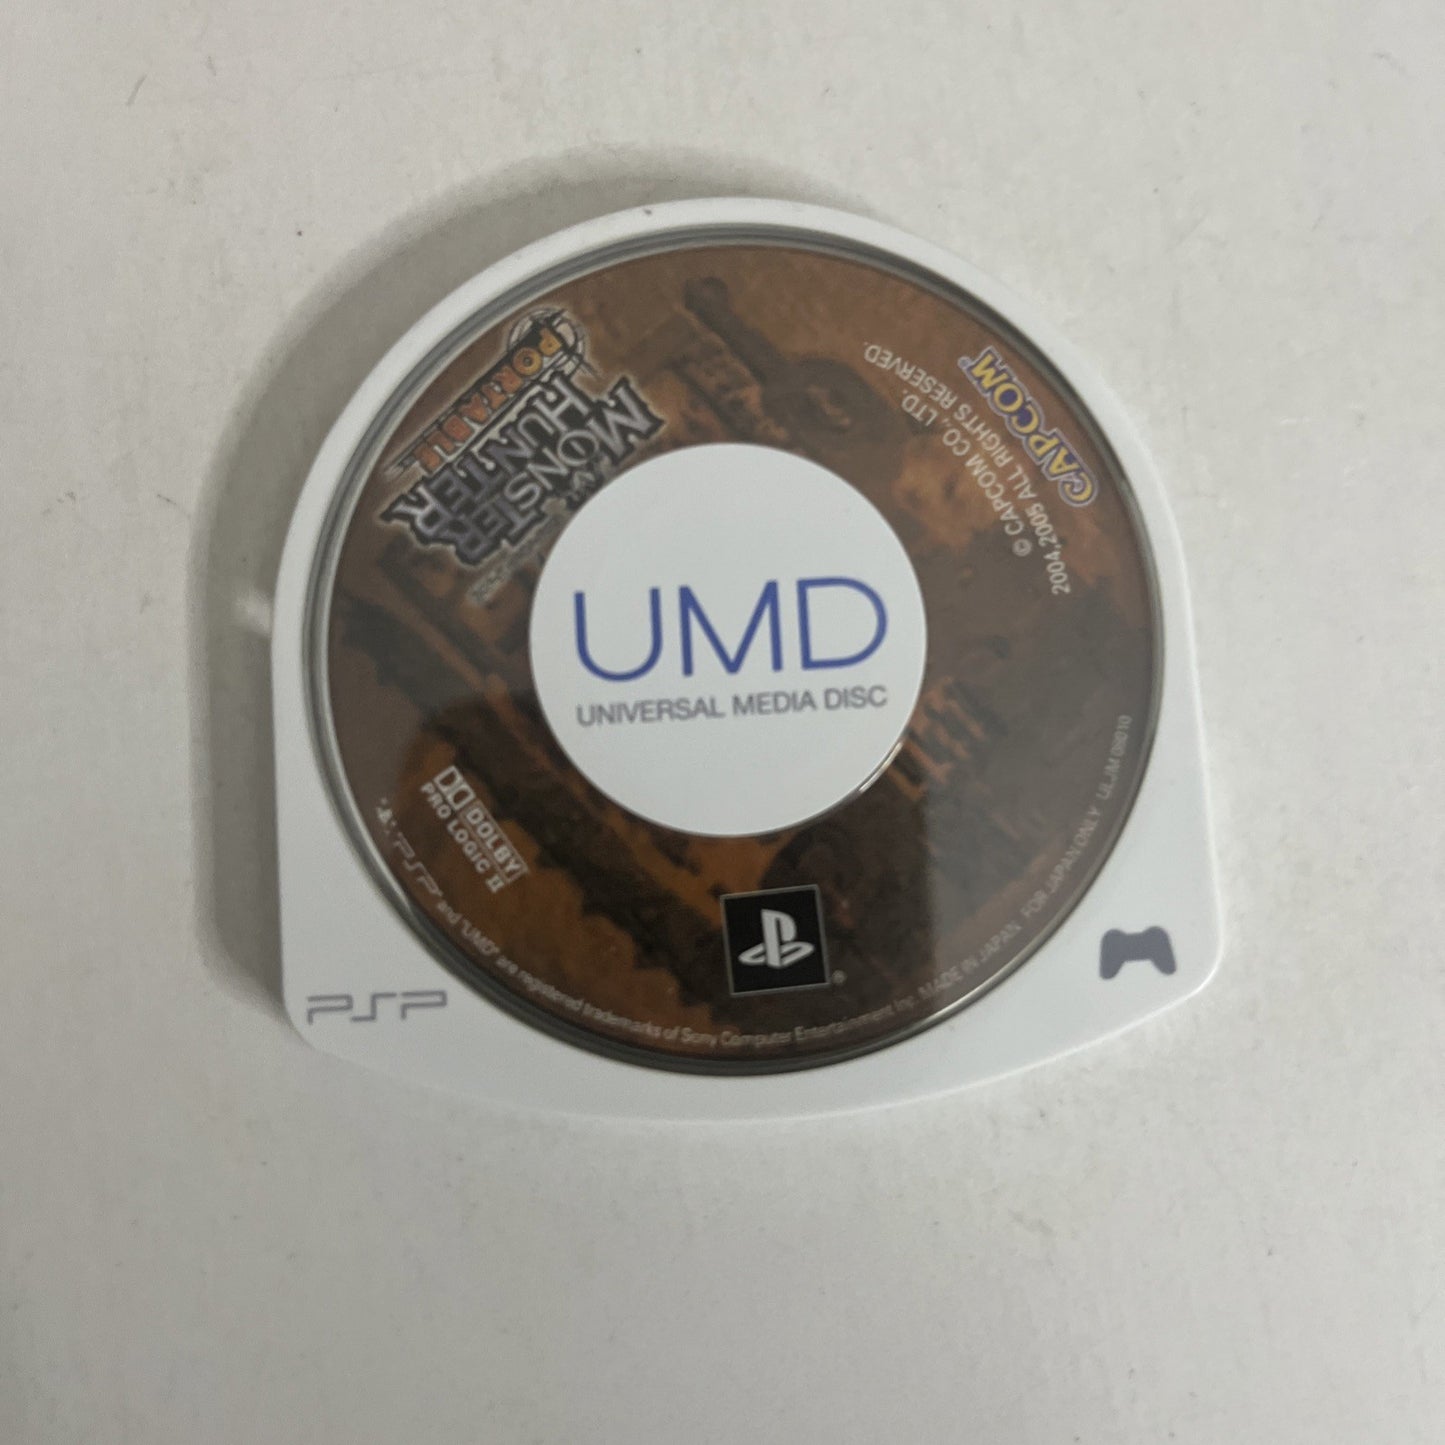 MONSTER
HUNTER
PORTABLE
CAPCOM
© CAPCOM CO., LTD.
2004,2005 ALL RIGHTS RESERVED.
UMD
UNIVERSAL MEDIA DISC
DOLBY
PRO LOGIC II
PSP
"PSP" and "UMD" are registered trademarks of Sony Computer Entertainment Inc. MADE IN JAPAN FOR JAPAN ONLY
®